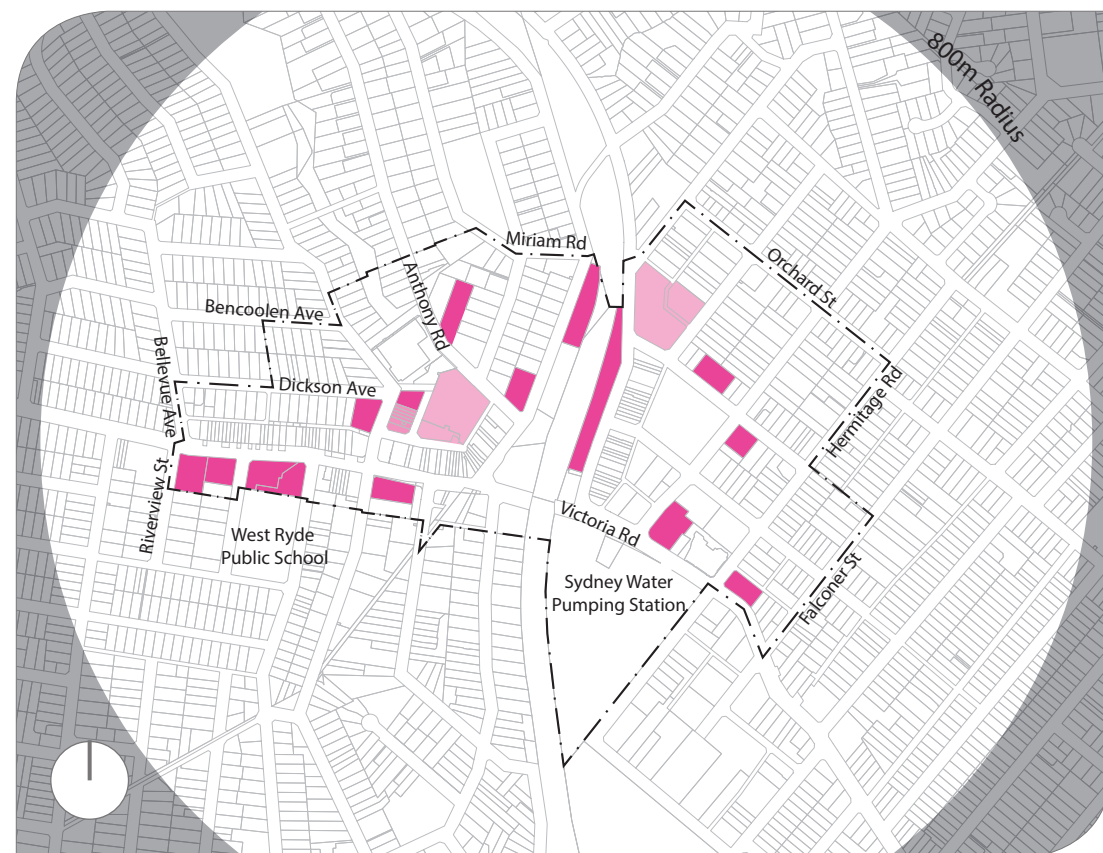 800m Radius
Miriam Rd
Orchard St
Anthony Rd
Bencoolen Ave
Bellevue Ave
Dickson Ave
Hermitage Rd
Riverview St
West Ryde
Public School
Victoria Rd
Sydney Water
Pumping Station
Falconer St